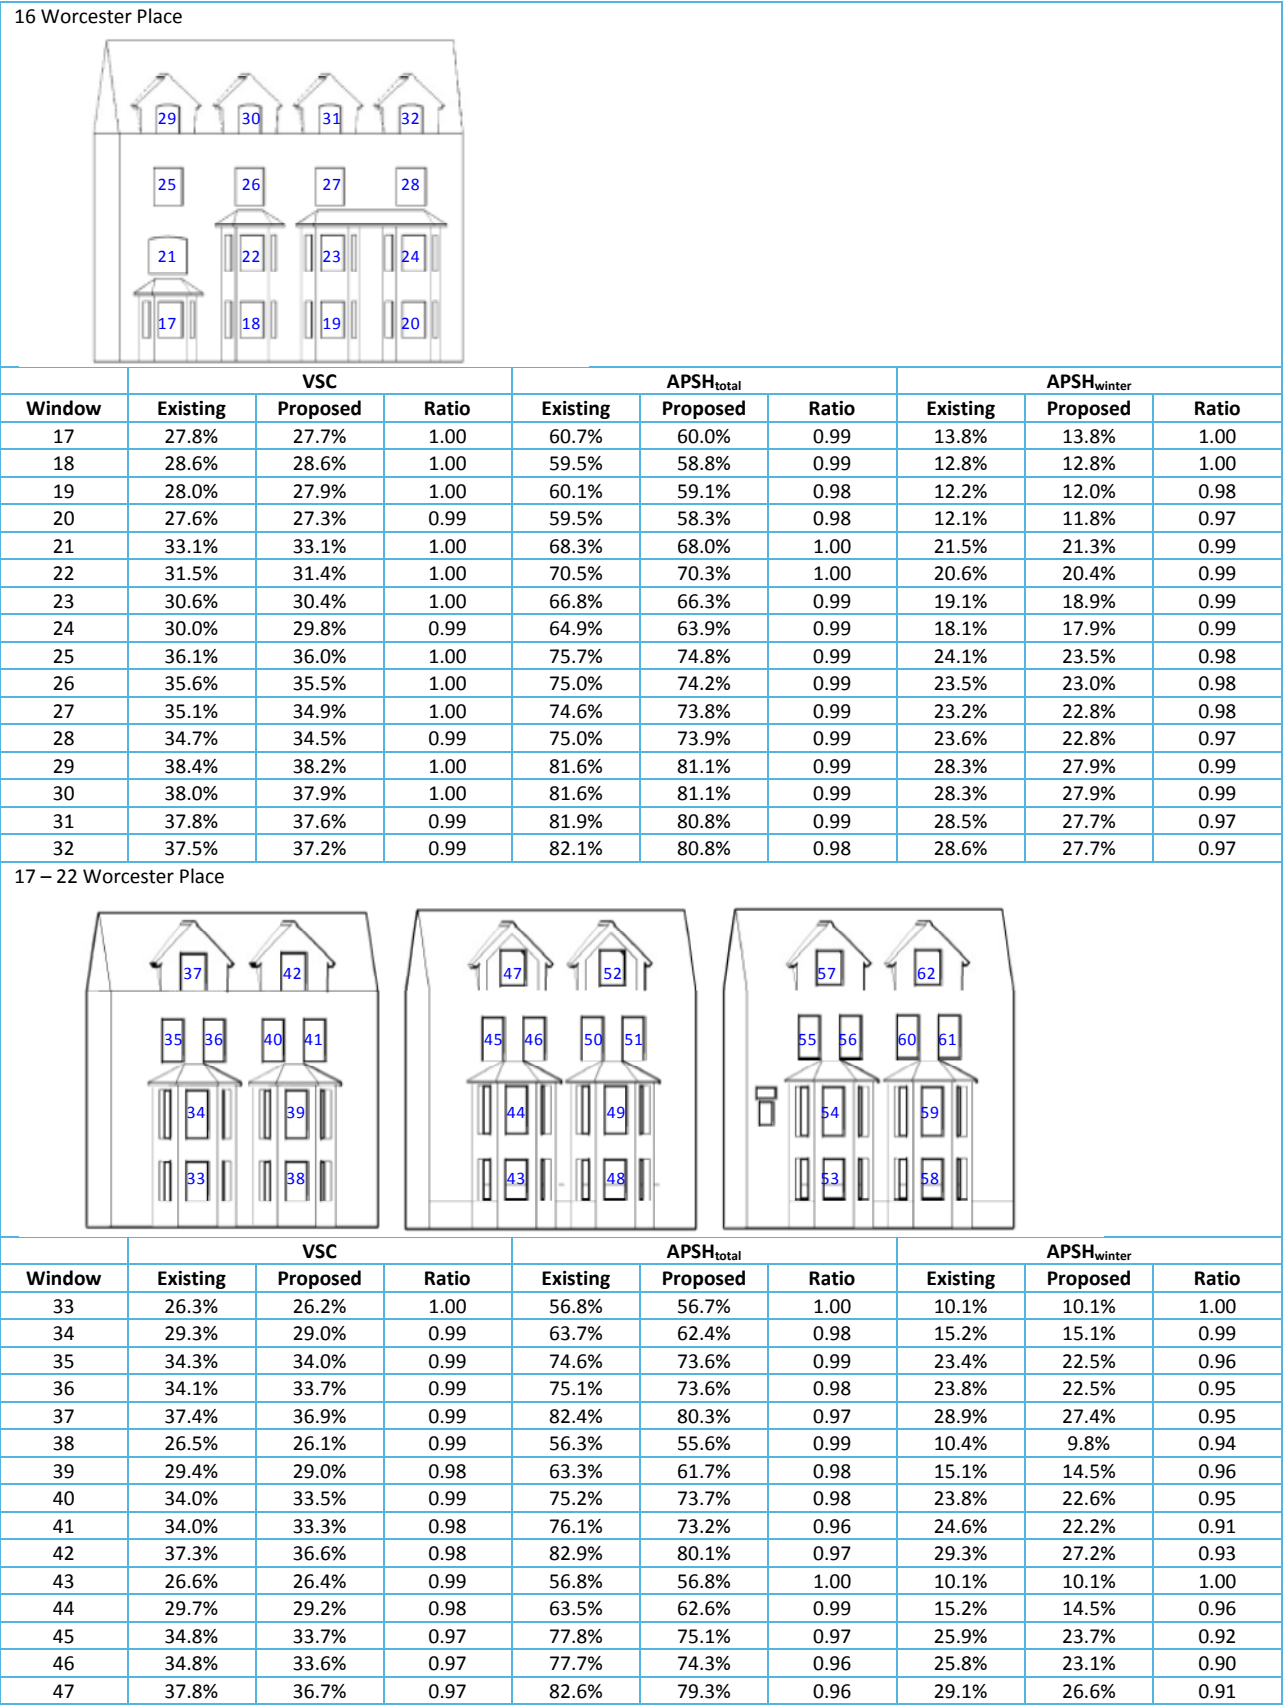 16 Worcester Place
29 30 31 32
25 26 27 28
21 22 23 24
17 18 19 20
VSC APSHtotal APSHwinter
Window Existing Proposed Ratio Existing Proposed Ratio Existing Proposed Ratio
17 27.8% 27.7% 1.00 60.7% 60.0% 0.99 13.8% 13.8% 1.00
18 28.6% 28.6% 1.00 59.5% 58.8% 0.99 12.8% 12.8% 1.00
19 28.0% 27.9% 1.00 60.1% 59.1% 0.98 12.2% 12.0% 0.98
20 27.6% 27.3% 0.99 59.5% 58.3% 0.98 12.1% 11.8% 0.97
21 33.1% 33.1% 1.00 68.3% 68.0% 1.00 21.5% 21.3% 0.99
22 31.5% 31.4% 1.00 70.5% 70.3% 1.00 20.6% 20.4% 0.99
23 30.6% 30.4% 1.00 66.8% 66.3% 0.99 19.1% 18.9% 0.99
24 30.0% 29.8% 0.99 64.9% 63.9% 0.99 18.1% 17.9% 0.99
25 36.1% 36.0% 1.00 75.7% 74.8% 0.99 24.1% 23.5% 0.98
26 35.6% 35.5% 1.00 75.0% 74.2% 0.99 23.5% 23.0% 0.98
27 35.1% 34.9% 1.00 74.6% 73.8% 0.99 23.2% 22.8% 0.98
28 34.7% 34.5% 0.99 75.0% 73.9% 0.99 23.6% 22.8% 0.97
29 38.4% 38.2% 1.00 81.6% 81.1% 0.99 28.3% 27.9% 0.99
30 38.0% 37.9% 1.00 81.6% 81.1% 0.99 28.3% 27.9% 0.99
31 37.8% 37.6% 0.99 81.9% 80.8% 0.99 28.5% 27.7% 0.97
32 37.5% 37.2% 0.99 82.1% 80.8% 0.98 28.6% 27.7% 0.97
17 – 22 Worcester Place
37 42 47 52 57 62
35 36 40 41 45 46 50 51 55 56 60 61
34 39 44 49 54 59
33 38 43 48 53 58
VSC APSHtotal APSHwinter
Window Existing Proposed Ratio Existing Proposed Ratio Existing Proposed Ratio
33 26.3% 26.2% 1.00 56.8% 56.7% 1.00 10.1% 10.1% 1.00
34 29.3% 29.0% 0.99 63.7% 62.4% 0.98 15.2% 15.1% 0.99
35 34.3% 34.0% 0.99 74.6% 73.6% 0.99 23.4% 22.5% 0.96
36 34.1% 33.7% 0.99 75.1% 73.6% 0.98 23.8% 22.5% 0.95
37 37.4% 36.9% 0.99 82.4% 80.3% 0.97 28.9% 27.4% 0.95
38 26.5% 26.1% 0.99 56.3% 55.6% 0.99 10.4% 9.8% 0.94
39 29.4% 29.0% 0.98 63.3% 61.7% 0.98 15.1% 14.5% 0.96
40 34.0% 33.5% 0.99 75.2% 73.7% 0.98 23.8% 22.6% 0.95
41 34.0% 33.3% 0.98 76.1% 73.2% 0.96 24.6% 22.2% 0.91
42 37.3% 36.6% 0.98 82.9% 80.1% 0.97 29.3% 27.2% 0.93
43 26.6% 26.4% 0.99 56.8% 56.8% 1.00 10.1% 10.1% 1.00
44 29.7% 29.2% 0.98 63.5% 62.6% 0.99 15.2% 14.5% 0.96
45 34.8% 33.7% 0.97 77.8% 75.1% 0.97 25.9% 23.7% 0.92
46 34.8% 33.6% 0.97 77.7% 74.3% 0.96 25.8% 23.1% 0.90
47 37.8% 36.7% 0.97 82.6% 79.3% 0.96 29.1% 26.6% 0.91